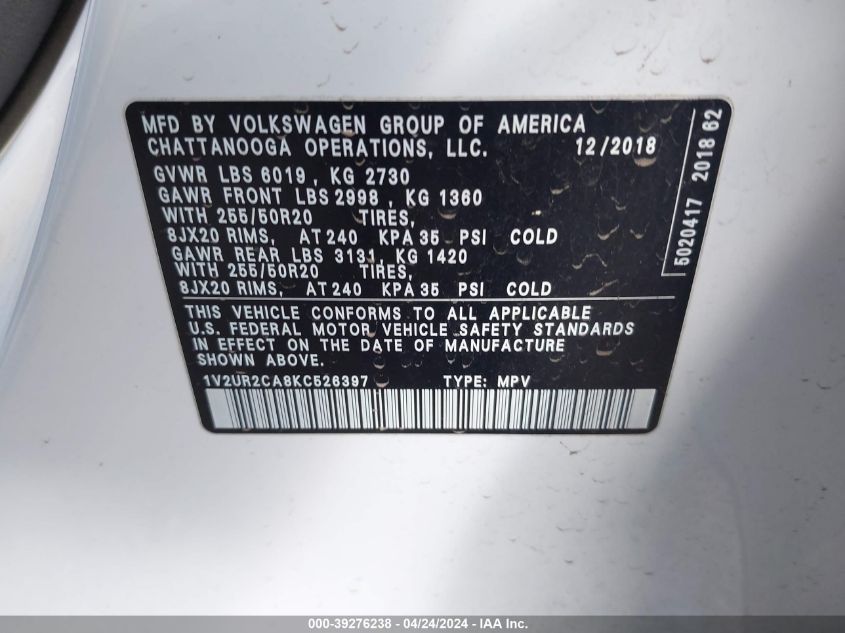 MFD BY VOLKSWAGEN GROUP OF AMERICA
CHATTANOOGA OPERATIONS, LLC. 12/2018
GVWR LBS 6019, KG 2730
GAWR FRONT LBS 2998, KG 1360
WITH 255/50R20 TIRES,
8JX20 RIMS, AT 240 KPA 35 PSI COLD
GAWR REAR LBS 3131, KG 1420
WITH 255/50R20 TIRES,
8JX20 RIMS, AT 240 KPA 35 PSI COLD
THIS VEHICLE CONFORMS TO ALL APPLICABLE
U.S. FEDERAL MOTOR VEHICLE SAFETY STANDARDS
IN EFFECT ON THE DATE OF MANUFACTURE
SHOWN ABOVE.
1V2UR2CA8KC526397 TYPE: MPV
5020417 2018 62
000-39276238 - 04/24/2024 - IAA Inc.